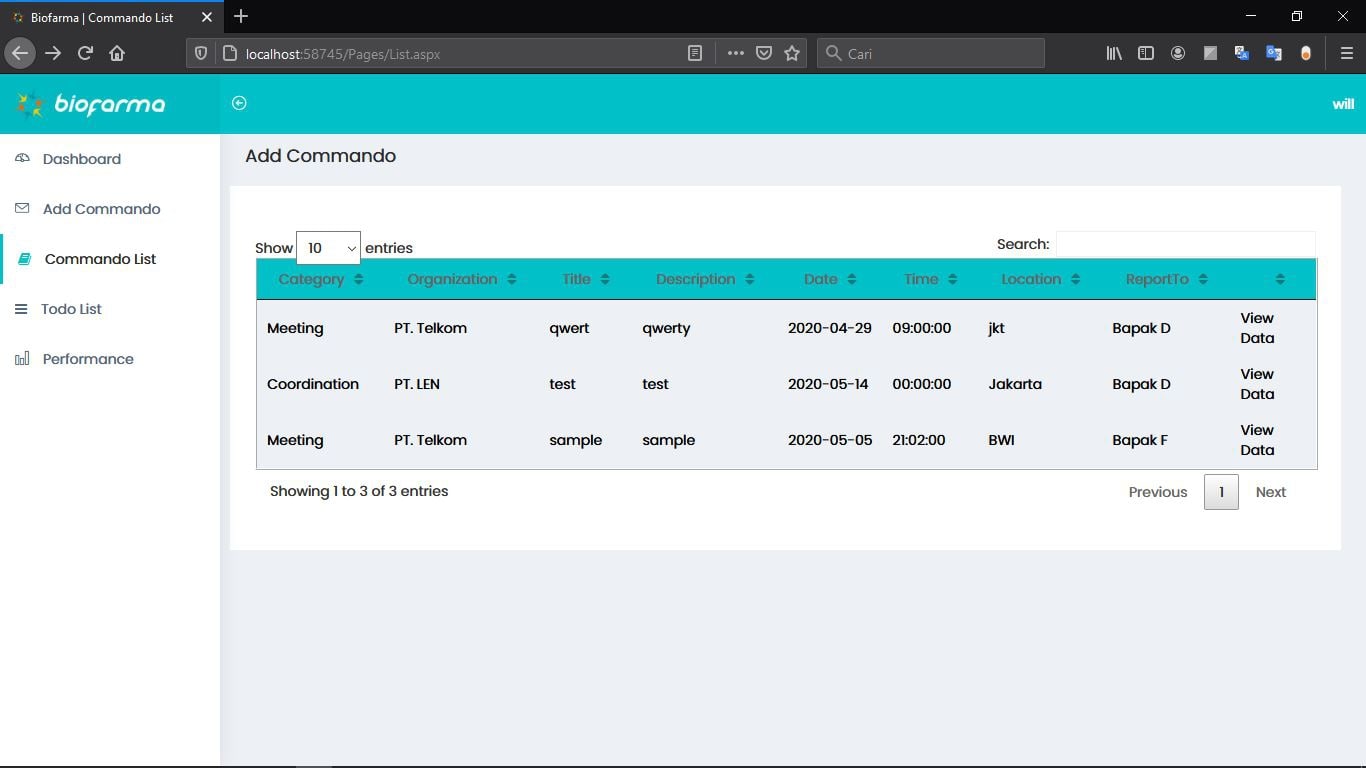 Biofarma | Commando List
localhost:58745/Pages/List.aspx
Cari
biofarma
will
Dashboard
Add Commando
Commando List
Todo List
Performance
Add Commando
Show 10 entries
Search:
Category Organization Title Description Date Time Location ReportTo
Meeting PT. Telkom qwert qwerty 2020-04-29 09:00:00 jkt Bapak D View Data
Coordination PT. LEN test test 2020-05-14 00:00:00 Jakarta Bapak D View Data
Meeting PT. Telkom sample sample 2020-05-05 21:02:00 BWI Bapak F View Data
Showing 1 to 3 of 3 entries
Previous 1 Next